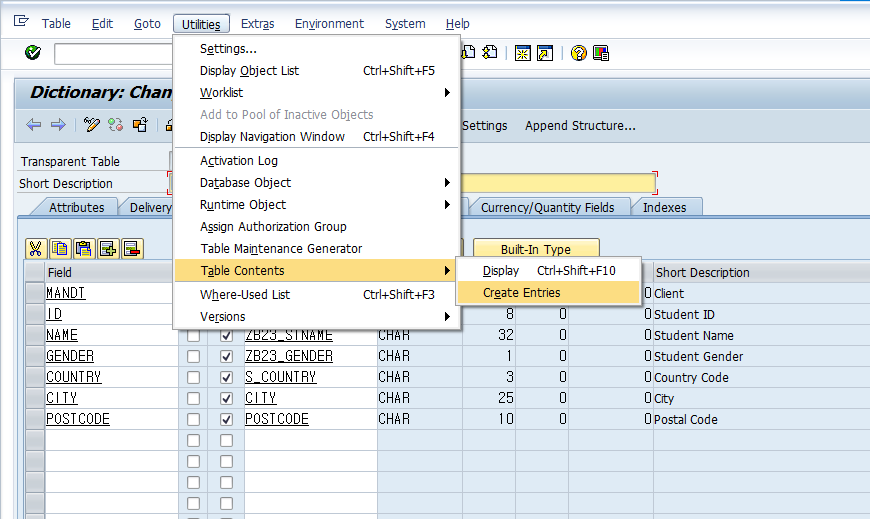 Table Edit Goto Utilities Extras Environment System Help
Settings...
Display Object List Ctrl+Shift+F5
Worklist
Add to Pool of Inactive Objects
Display Navigation Window Ctrl+Shift+F4
Activation Log
Database Object
Runtime Object
Assign Authorization Group
Table Maintenance Generator
Table Contents
Where-Used List Ctrl+Shift+F3
Versions
Display Ctrl+Shift+F10
Create Entries
Dictionary: Chan
Settings Append Structure...
Transparent Table
Short Description
Attributes Delivery Currency/Quantity Fields Indexes
Built-In Type
Field Short Description
MANDT 0 Client
ID 8 0 0 Student ID
NAME ZB23_STNAME CHAR 32 0 0 Student Name
GENDER ZB23_GENDER CHAR 1 0 0 Student Gender
COUNTRY S_COUNTRY CHAR 3 0 0 Country Code
CITY CITY CHAR 25 0 0 City
POSTCODE POSTCODE CHAR 10 0 0 Postal Code